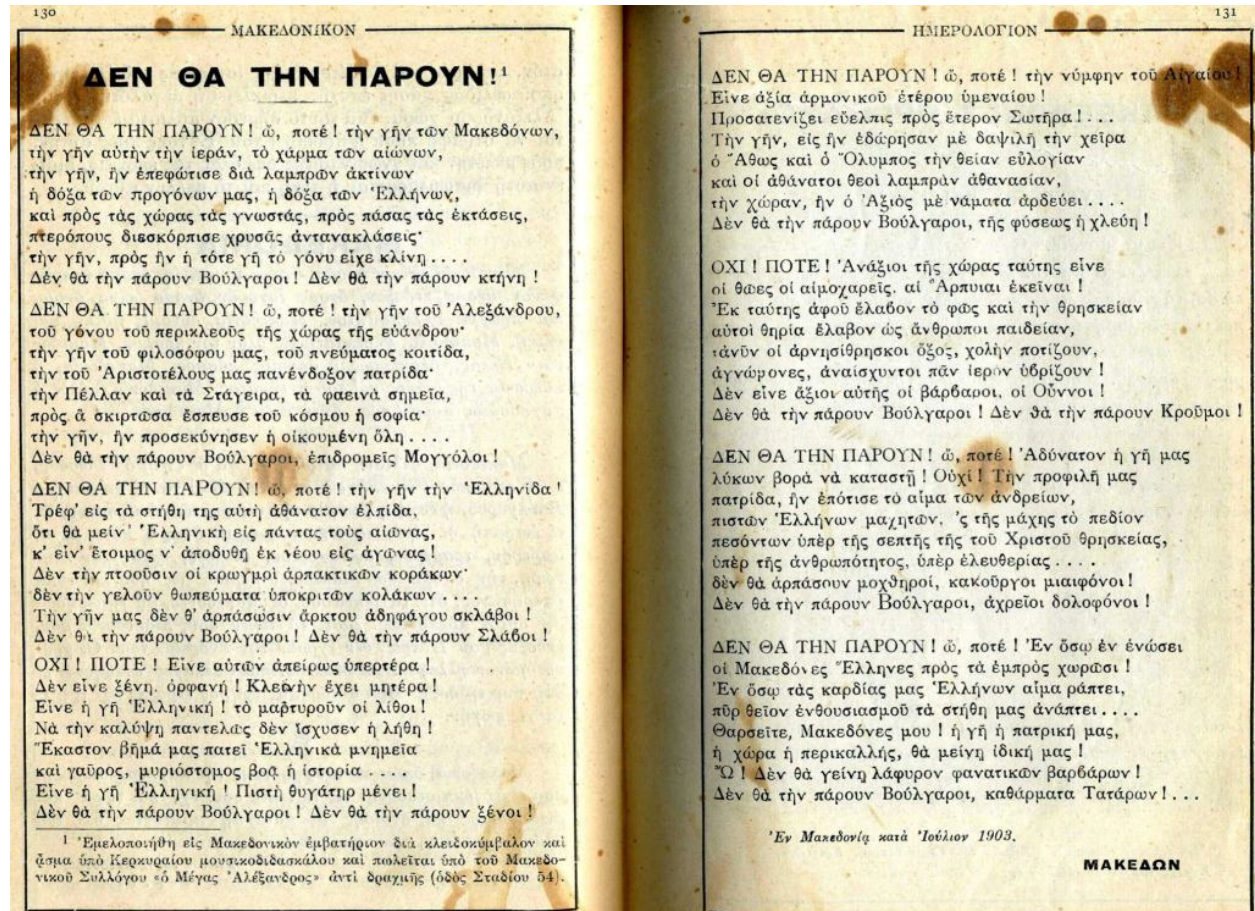 130
ΜΑΚΕΔΟΝΙΚΟΝ
ΔΕΝ ΘΑ ΤΗΝ ΠΑΡΟΥΝ!¹
ΔΕΝ ΘΑ ΤΗΝ ΠΑΡΟΥΝ! ὤ, ποτέ! τὴν γῆν τῶν Μακεδόνων,
τὴν γῆν αὐτὴν τὴν ἱεράν, τὸ χάρμα τῶν αἰώνων,
τὴν γῆν, ἣν ἐπεφώτισε διὰ λαμπρῶν ἀκτίνων
ἡ δόξα τῶν προγόνων μας, ἡ δόξα τῶν Ἑλλήνων,
καὶ πρὸς τὰς χώρας τὰς γνωστάς, πρὸς πάσας τὰς ἐκτάσεις,
πτερόπους διεσκόρπισε χρυσᾶς ἀντανακλάσεις·
τὴν γῆν, πρὸς ἣν ἡ τότε γῆ τὸ γόνυ εἶχε κλίνῃ....
Δὲν θὰ τὴν πάρουν Βούλγαροι! Δὲν θὰ τὴν πάρουν κτήνη!
ΔΕΝ ΘΑ ΤΗΝ ΠΑΡΟΥΝ! ὤ, ποτέ! τὴν γῆν τοῦ Ἀλεξάνδρου,
τοῦ γόνου τοῦ περικλεοῦς τῆς χώρας τῆς εὐάνδρου·
τὴν γῆν τοῦ φιλοσόφου μας, τοῦ πνεύματος κοιτίδα,
τὴν τοῦ Ἀριστοτέλους μας πανένδοξον πατρίδα·
τὴν Πέλλαν καὶ τὰ Στάγειρα, τὰ φαεινὰ σημεῖα,
πρὸς ἃ σκιρτῶσα ἔσπευσε τοῦ κόσμου ἡ σοφία·
τὴν γῆν, ἣν προσεκύνησεν ἡ οἰκουμένη ὅλη....
Δὲν θὰ τὴν πάρουν Βούλγαροι, ἐπιδρομεῖς Μογγόλοι!
ΔΕΝ ΘΑ ΤΗΝ ΠΑΡΟΥΝ! ὤ, ποτέ! τὴν γῆν τὴν Ἑλληνίδα!
Τρέφ' εἰς τὰ στήθη της αὐτὴ ἀθάνατον ἐλπίδα,
ὅτι θὰ μείν' Ἑλληνικὴ εἰς πάντας τοὺς αἰῶνας,
κ' εἶν' ἕτοιμος ν' ἀποδυθῇ ἐκ νέου εἰς ἀγῶνας!
Δὲν τὴν πτοοῦσιν οἱ κρωγμοὶ ἁρπακτικῶν κοράκων·
δὲν τὴν γελοῦν θωπεύματα ὑποκριτῶν κολάκων....
Τὴν γῆν μας δὲν θ' ἁρπάσωσιν ἄρκτου ἀδηφάγου σκλάβοι!
Δὲν θὰ τὴν πάρουν Βούλγαροι! Δὲν θὰ τὴν πάρουν Σλάβοι!
ΟΧΙ! ΠΟΤΕ! Εἶνε αὐτῶν ἀπείρως ὑπερτέρα!
Δὲν εἶνε ξένη, ὀρφανή! Κλεινὴν ἔχει μητέρα!
Εἶνε ἡ γῆ Ἑλληνική! τὸ μαρτυροῦν οἱ λίθοι!
Νὰ τὴν καλύψῃ παντελῶς δὲν ἴσχυσεν ἡ λήθη!
Ἕκαστον βῆμά μας πατεῖ Ἑλληνικὰ μνημεῖα
καὶ γαῦρος, μυριόστομος βοᾷ ἡ ἱστορία....
Εἶνε ἡ γῆ Ἑλληνική! Πιστὴ θυγάτηρ μένει!
Δὲν θὰ τὴν πάρουν Βούλγαροι! Δὲν θὰ τὴν πάρουν ξένοι!
¹ Ἐμελοποιήθη εἰς Μακεδονικὸν ἐμβατήριον διὰ κλειδοκύμβαλον καὶ
ᾆσμα ὑπὸ Κερκυραίου μουσικοδιδασκάλου καὶ πωλεῖται ὑπὸ τοῦ Μακεδο-
νικοῦ Συλλόγου «ὁ Μέγας Ἀλέξανδρος» ἀντὶ δραχμῆς (ὁδὸς Σταδίου 54).
131
ΗΜΕΡΟΛΟΓΙΟΝ
ΔΕΝ ΘΑ ΤΗΝ ΠΑΡΟΥΝ! ὤ, ποτέ! τὴν νύμφην τοῦ Αἰγαίου!
Εἶνε ἀξία ἁρμονικοῦ ἑτέρου ὑμεναίου!
Προσατενίζει εὔελπις πρὸς ἕτερον Σωτῆρα!...
Τὴν γῆν, εἰς ἣν ἐδώρησαν μὲ δαψιλῆ τὴν χεῖρα
ὁ Ἄθως καὶ ὁ Ὄλυμπος τὴν θείαν εὐλογίαν
καὶ οἱ ἀθάνατοι θεοὶ λαμπρὰν ἀθανασίαν,
τὴν χώραν, ἣν ὁ Ἀξιὸς μὲ νάματα ἀρδεύει....
Δὲν θὰ τὴν πάρουν Βούλγαροι, τῆς φύσεως ἡ χλεύη!
ΟΧΙ! ΠΟΤΕ! Ἀνάξιοι τῆς χώρας ταύτης εἶνε
οἱ θῶες οἱ αἱμοχαρεῖς, αἱ Ἅρπυιαι ἐκεῖναι!
Ἐκ ταύτης ἀφοῦ ἔλαβον τὸ φῶς καὶ τὴν θρησκείαν
αὐτοὶ θηρία ἔλαβον ὡς ἄνθρωποι παιδείαν,
τανῦν οἱ ἀρνησίθρησκοι ὄξος, χολὴν ποτίζουν,
ἀγνώμονες, ἀναίσχυντοι πᾶν ἱερὸν ὑβρίζουν!
Δὲν εἶνε ἄξιοι αὐτῆς οἱ βάρβαροι, οἱ Οὗννοι!
Δὲν θὰ τὴν πάρουν Βούλγαροι! Δὲν θὰ τὴν πάρουν Κροῦμοι!
ΔΕΝ ΘΑ ΤΗΝ ΠΑΡΟΥΝ! ὤ, ποτέ! Ἀδύνατον ἡ γῆ μας
λύκων βορὰ νὰ καταστῇ! Οὐχί! Τὴν προφιλῆ μας
πατρίδα, ἣν ἐπότισε τὸ αἷμα τῶν ἀνδρείων,
πιστῶν Ἑλλήνων μαχητῶν, 'ς τῆς μάχης τὸ πεδίον
πεσόντων ὑπὲρ τῆς σεπτῆς τῆς τοῦ Χριστοῦ θρησκείας,
ὑπὲρ τῆς ἀνθρωπότητος, ὑπὲρ ἐλευθερίας....
δὲν θὰ ἁρπάσουν μοχθηροί, κακοῦργοι μιαιφόνοι!
Δὲν θὰ τὴν πάρουν Βούλγαροι, ἀχρεῖοι δολοφόνοι!
ΔΕΝ ΘΑ ΤΗΝ ΠΑΡΟΥΝ! ὤ, ποτέ! Ἐν ὅσῳ ἐν ἑνώσει
οἱ Μακεδόνες Ἕλληνες πρὸς τὰ ἐμπρὸς χωρῶσι!
Ἐν ὅσῳ τὰς καρδίας μας Ἑλλήνων αἷμα ράπτει,
πῦρ θεῖον ἐνθουσιασμοῦ τὰ στήθη μας ἀνάπτει....
Θαρσεῖτε, Μακεδόνες μου! ἡ γῆ ἡ πατρική μας,
ἡ χώρα ἡ περικαλλής, θὰ μείνῃ ἰδική μας!
Ὤ! Δὲν θὰ γείνῃ λάφυρον φανατικῶν βαρβάρων!
Δὲν θὰ τὴν πάρουν Βούλγαροι, καθάρματα Τατάρων!...
Ἐν Μακεδονίᾳ κατὰ Ἰούλιον 1903.
ΜΑΚΕΔΩΝ